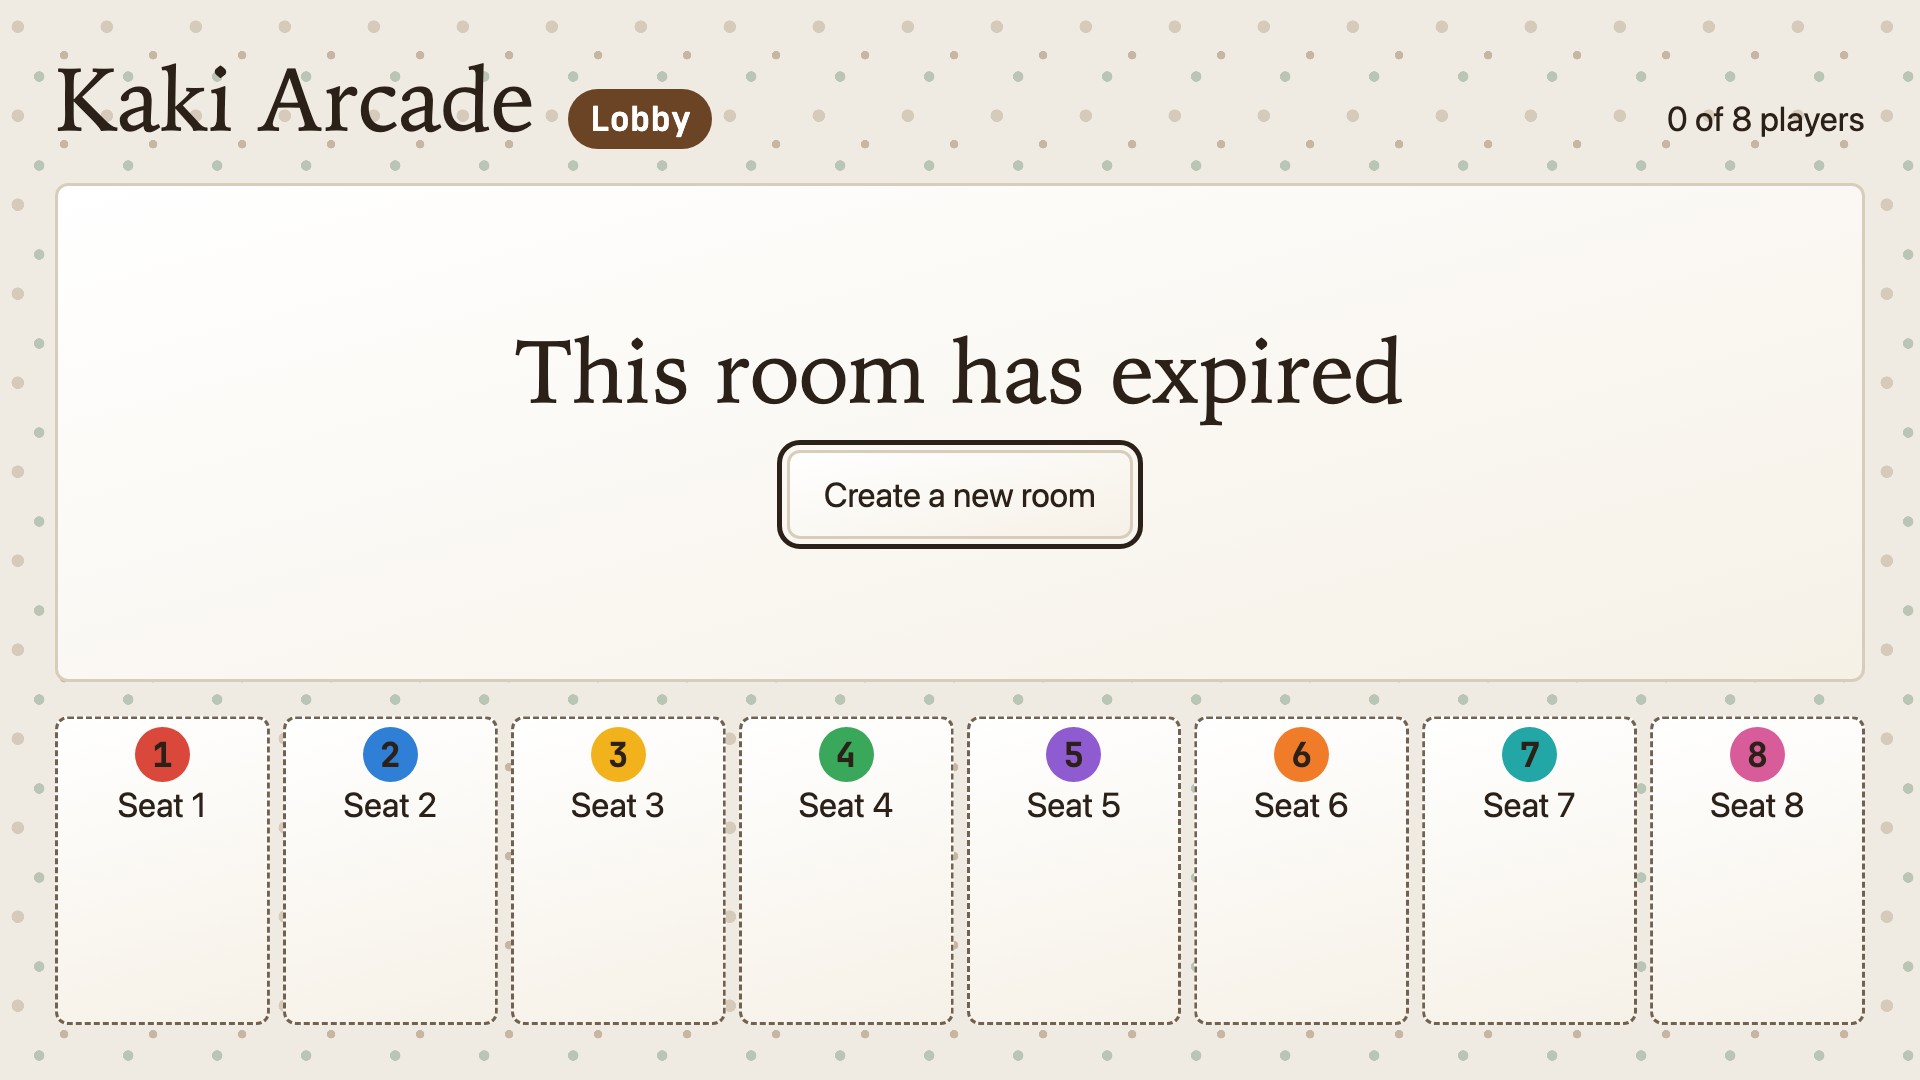 Kaki Arcade
Lobby
0 of 8 players
This room has expired
Create a new room
1
Seat 1
2
Seat 2
3
Seat 3
4
Seat 4
5
Seat 5
6
Seat 6
7
Seat 7
8
Seat 8